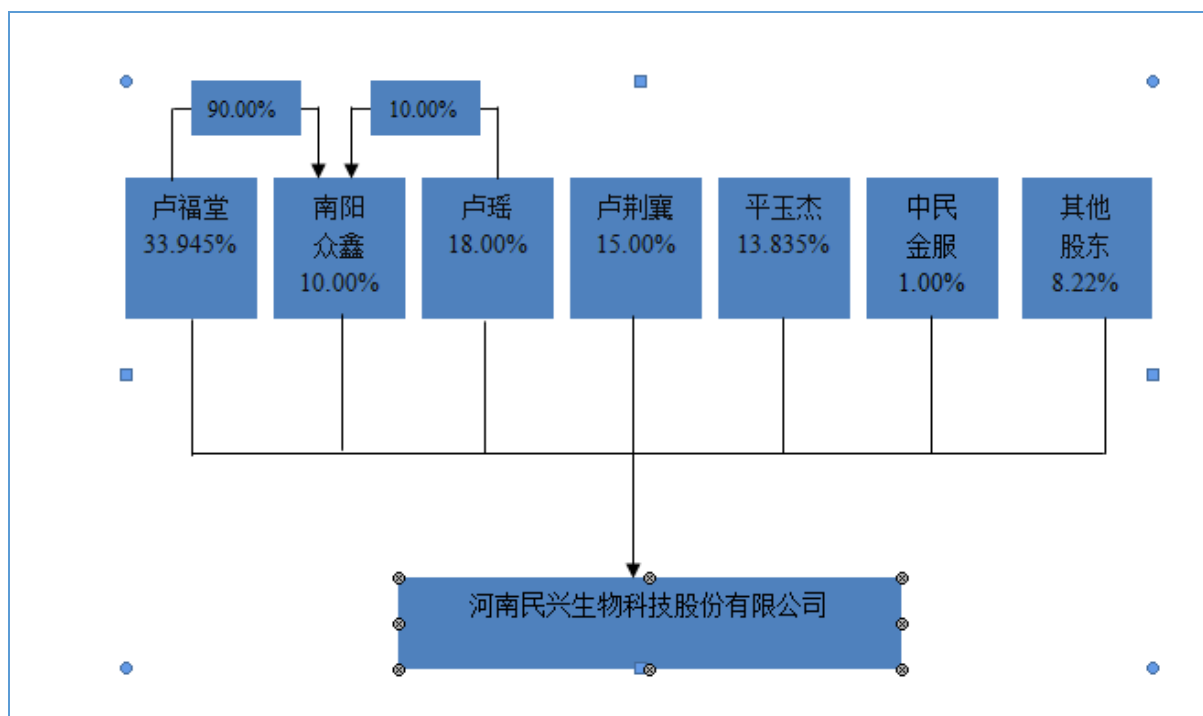 90.00%
10.00%
卢福堂
33.945%
南阳
众鑫
10.00%
卢瑶
18.00%
卢荆襄
15.00%
平玉杰
13.835%
中民
金服
1.00%
其他
股东
8.22%
河南民兴生物科技股份有限公司